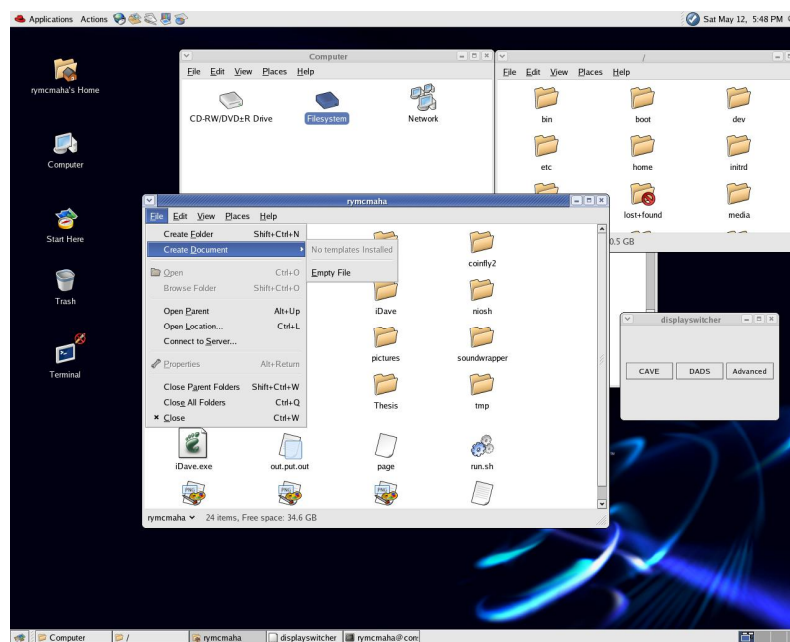 Applications Actions Sat May 12, 5:48 PM
rymcmaha's Home
Computer
Start Here
Trash
Terminal
Computer
File Edit View Places Help
CD-RW/DVD±R Drive Filesystem Network
/
File Edit View Places Help
bin boot dev
etc home initrd
lost+found media
0.5 GB
rymcmaha
File Edit View Places Help
Create Folder Shift+Ctrl+N
Create Document
No templates Installed
Empty File
Open Ctrl+O
Browse Folder Shift+Ctrl+O
Open Parent Alt+Up
Open Location... Ctrl+L
Connect to Server...
Properties Alt+Return
Close Parent Folders Shift+Ctrl+W
Close All Folders Ctrl+Q
Close Ctrl+W
coinfly2
iDave niosh
pictures soundwrapper
Thesis tmp
iDave.exe out.put.out page run.sh
PNG PNG PNG
rymcmaha 24 items, Free space: 34.6 GB
displayswitcher
CAVE DADS Advanced
Computer / rymcmaha displayswitcher rymcmaha@con